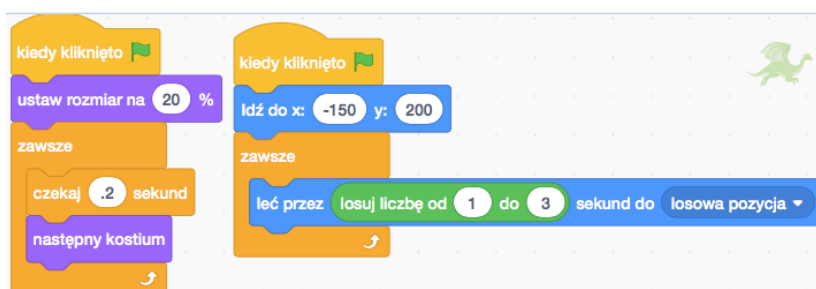 kiedy kliknięto
ustaw rozmiar na 20 %
zawsze
czekaj .2 sekund
następny kostium
kiedy kliknięto
Idź do x: -150 y: 200
zawsze
leć przez losuj liczbę od 1 do 3 sekund do losowa pozycja